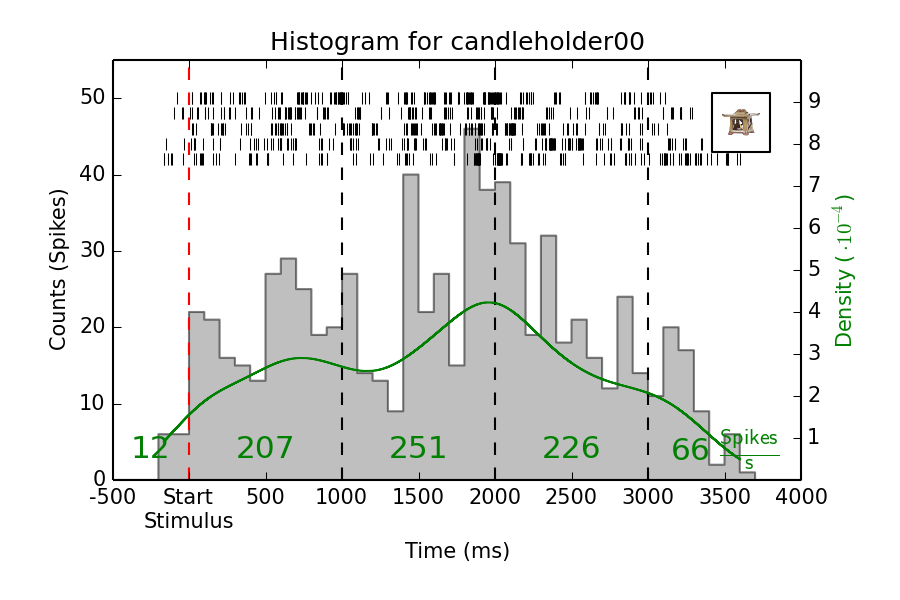 Histogram for candleholder00
50
40
30
20
10
0
Counts (Spikes)
9
8
7
6
5
4
3
2
1
Density (·10⁻⁴)
12 207 251 226 66 Spikes
s
-500 Start 500 1000 1500 2000 2500 3000 3500 4000
Stimulus
Time (ms)